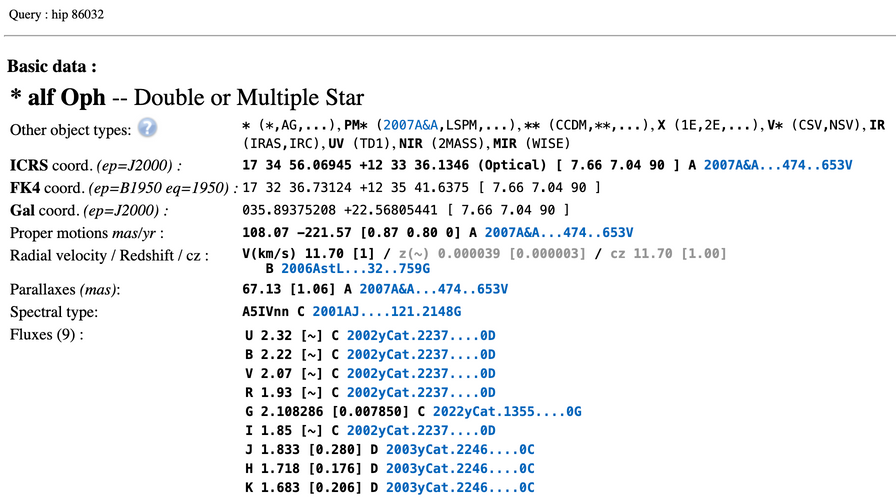 Query : hip 86032
Basic data :
* alf Oph -- Double or Multiple Star
Other object types: ? * (*,AG,...),PM* (2007A&A,LSPM,...),** (CCDM,**,...),X (1E,2E,...),V* (CSV,NSV),IR
(IRAS,IRC),UV (TD1),NIR (2MASS),MIR (WISE)
ICRS coord. (ep=J2000) : 17 34 56.06945 +12 33 36.1346 (Optical) [ 7.66 7.04 90 ] A 2007A&A...474..653V
FK4 coord. (ep=B1950 eq=1950) : 17 32 36.73124 +12 35 41.6375 [ 7.66 7.04 90 ]
Gal coord. (ep=J2000) : 035.89375208 +22.56805441 [ 7.66 7.04 90 ]
Proper motions mas/yr : 108.07 -221.57 [0.87 0.80 0] A 2007A&A...474..653V
Radial velocity / Redshift / cz : V(km/s) 11.70 [1] / z(~) 0.000039 [0.000003] / cz 11.70 [1.00]
B 2006AstL...32..759G
Parallaxes (mas): 67.13 [1.06] A 2007A&A...474..653V
Spectral type: A5IVnn C 2001AJ....121.2148G
Fluxes (9) : U 2.32 [~] C 2002yCat.2237....0D
B 2.22 [~] C 2002yCat.2237....0D
V 2.07 [~] C 2002yCat.2237....0D
R 1.93 [~] C 2002yCat.2237....0D
G 2.108286 [0.007850] C 2022yCat.1355....0G
I 1.85 [~] C 2002yCat.2237....0D
J 1.833 [0.280] D 2003yCat.2246....0C
H 1.718 [0.176] D 2003yCat.2246....0C
K 1.683 [0.206] D 2003yCat.2246....0C